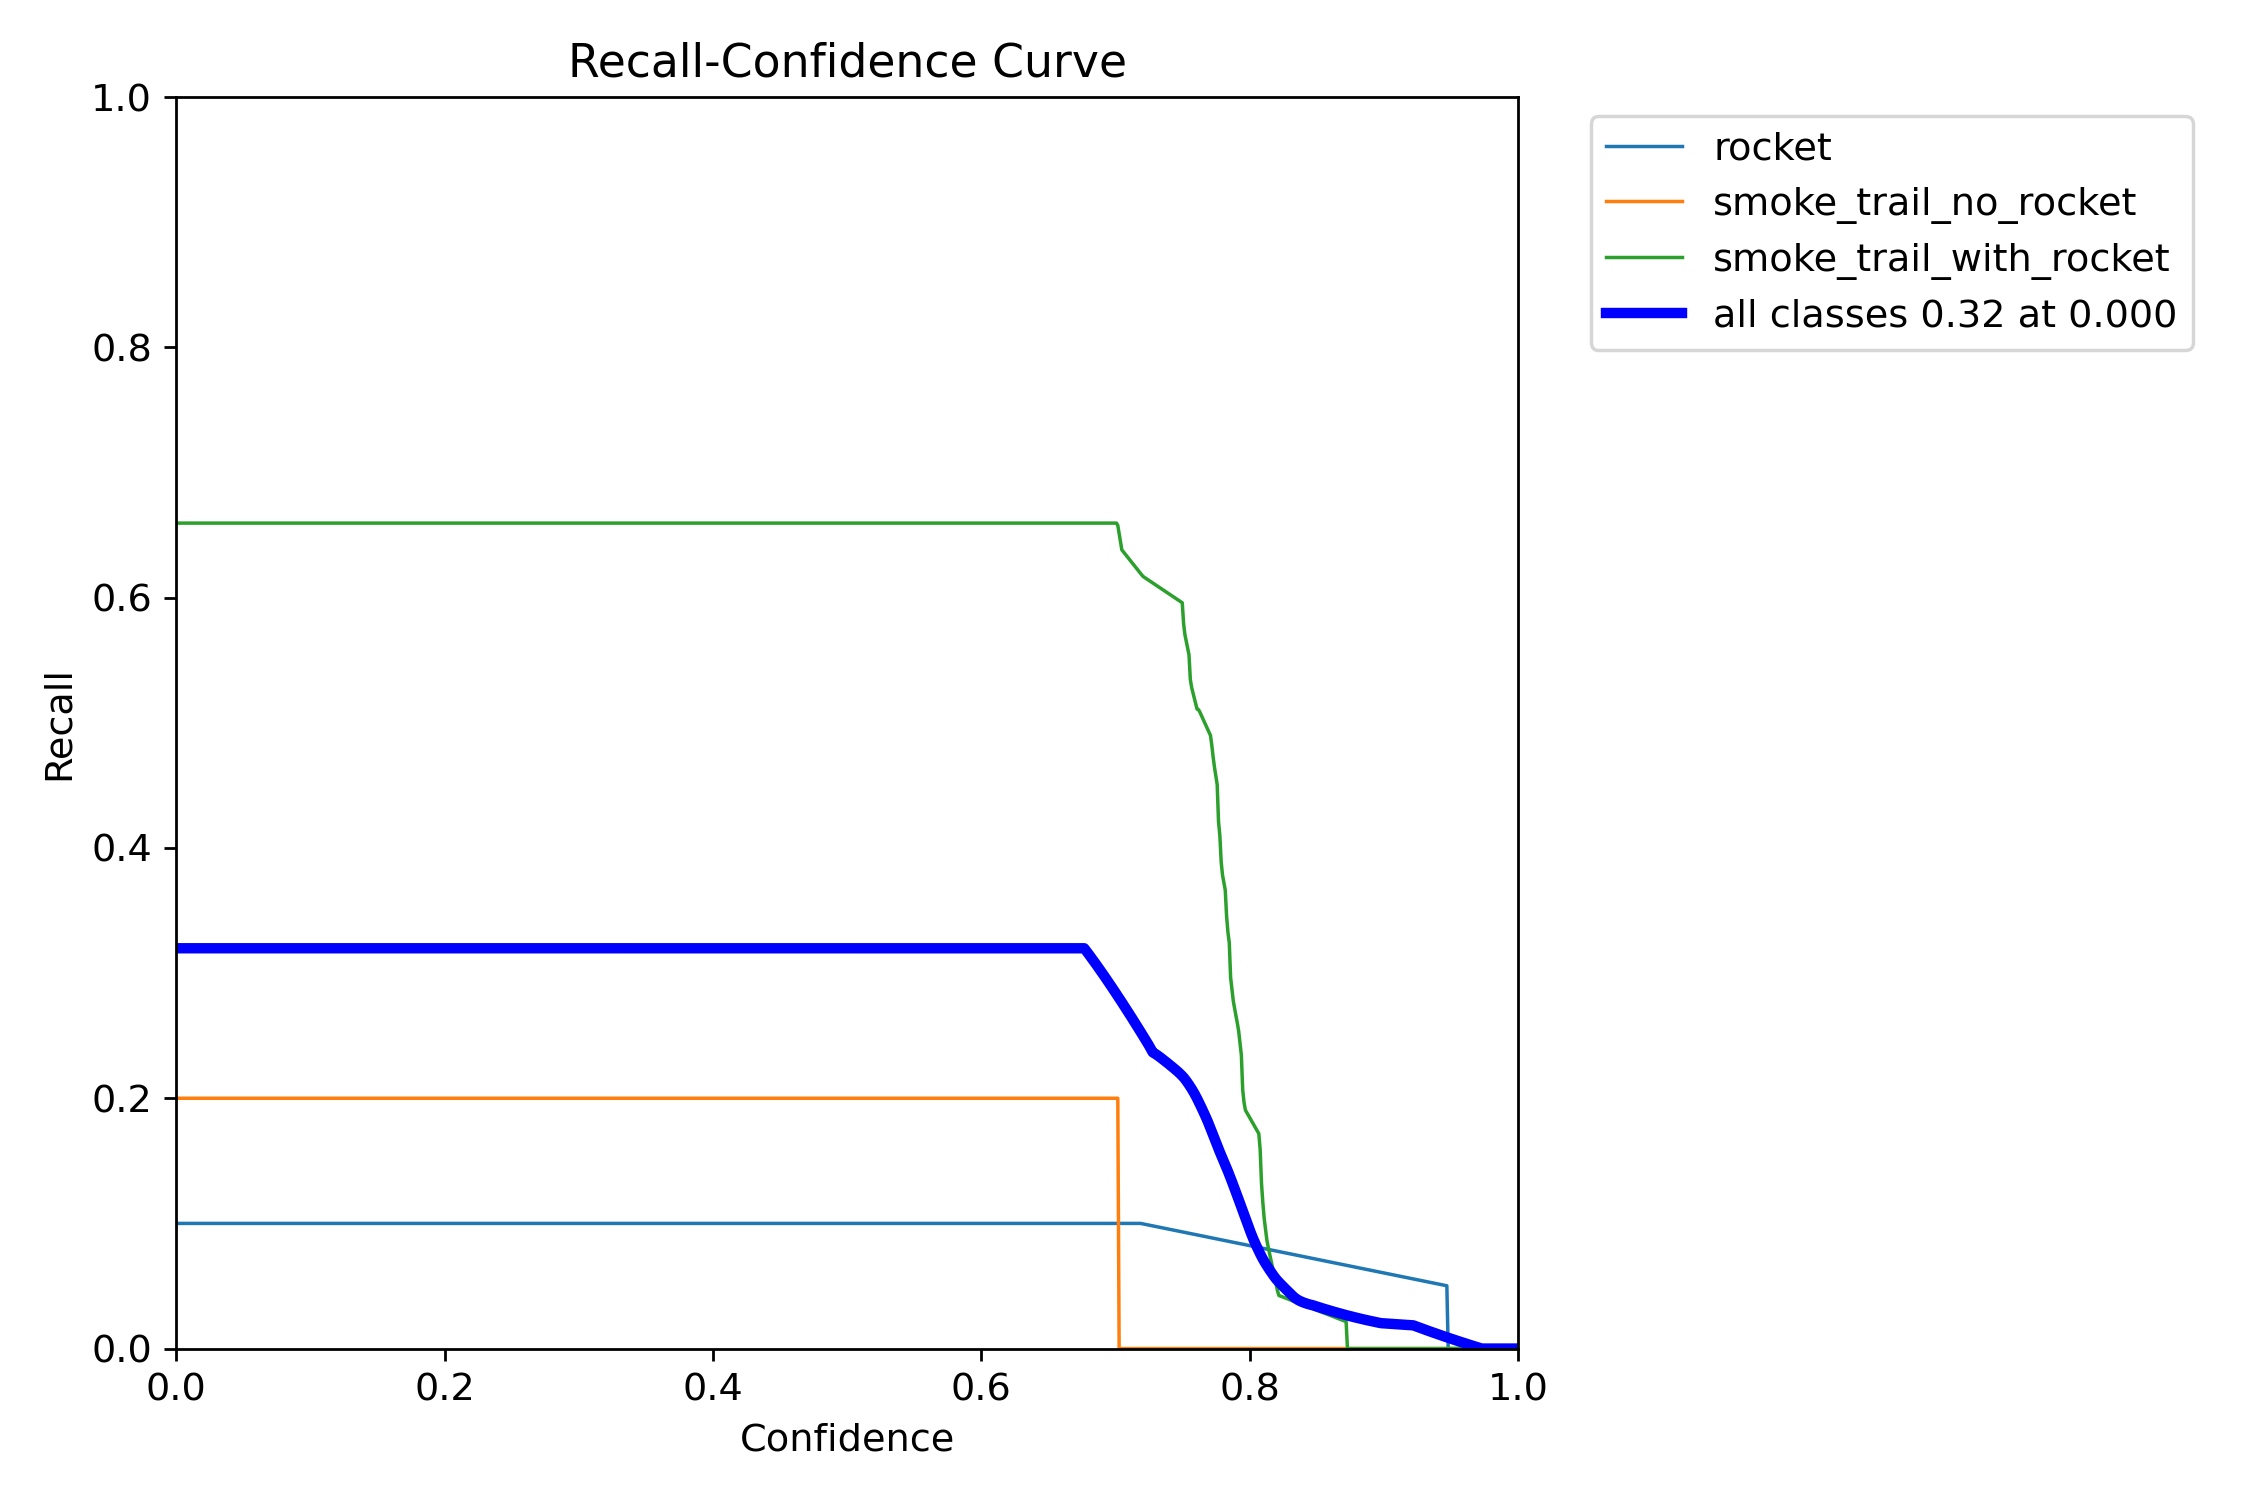 Recall-Confidence Curve
1.0
0.8
0.6
0.4
0.2
0.0
Recall
0.0 0.2 0.4 0.6 0.8 1.0
Confidence
rocket
smoke_trail_no_rocket
smoke_trail_with_rocket
all classes 0.32 at 0.000